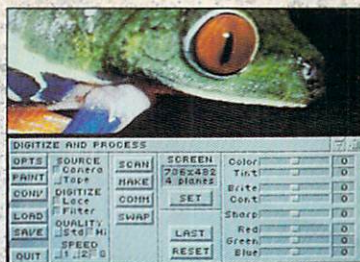 DIGITIZE AND PROCESS
OPTS SOURCE SCAN SCREEN Color 0
Camera 706x482 Tint 0
PAINT Tape MAKE 4 planes Brite 0
CONV DIGITIZE COMM SET Cont 0
Lace
LOAD Filter SWAP Sharp 0
SAVE QUALITY LAST Red 0
Std Hi Green 0
QUIT SPEED RESET Blue 0
1 2